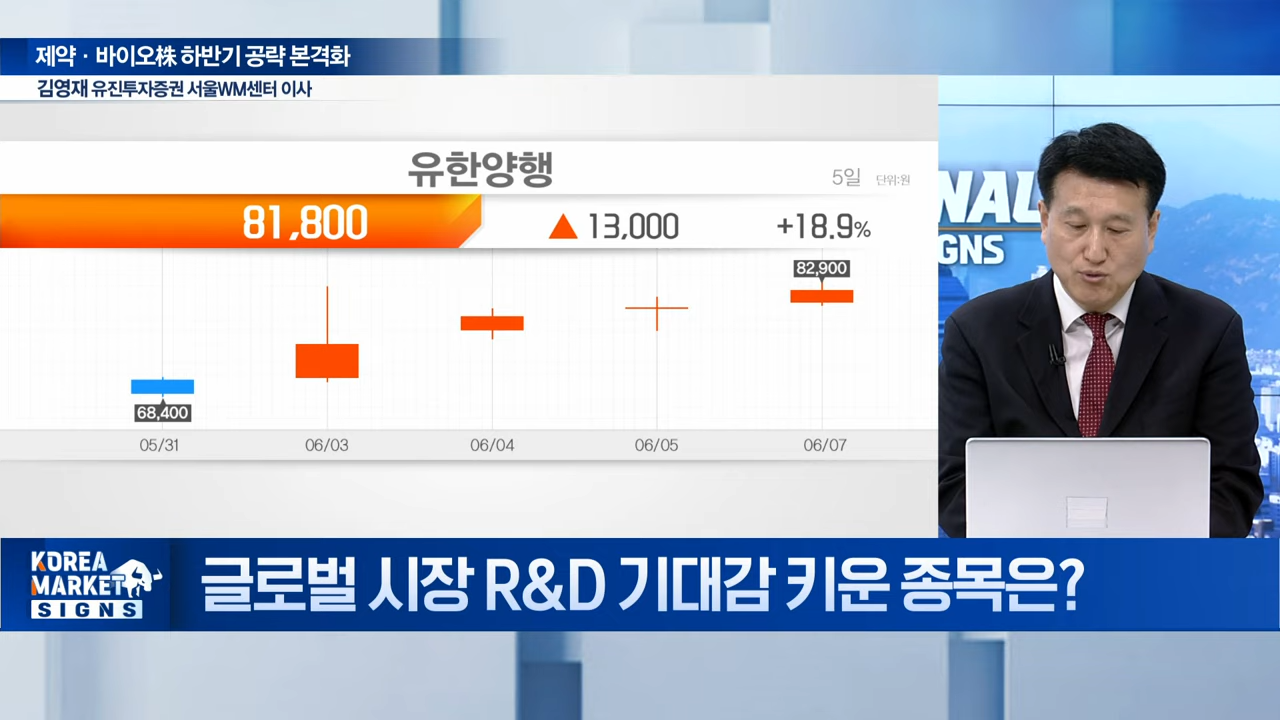 제약 · 바이오株 하반기 공략 본격화
김영재 유진투자증권 서울WM센터 이사
유한양행
5일 단위:원
81,800 ▲ 13,000 +18.9%
82,900
68,400
05/31 06/03 06/04 06/05 06/07
NAL
GNS
KOREA
MARKET
SIGNS
글로벌 시장 R&D 기대감 키운 종목은?